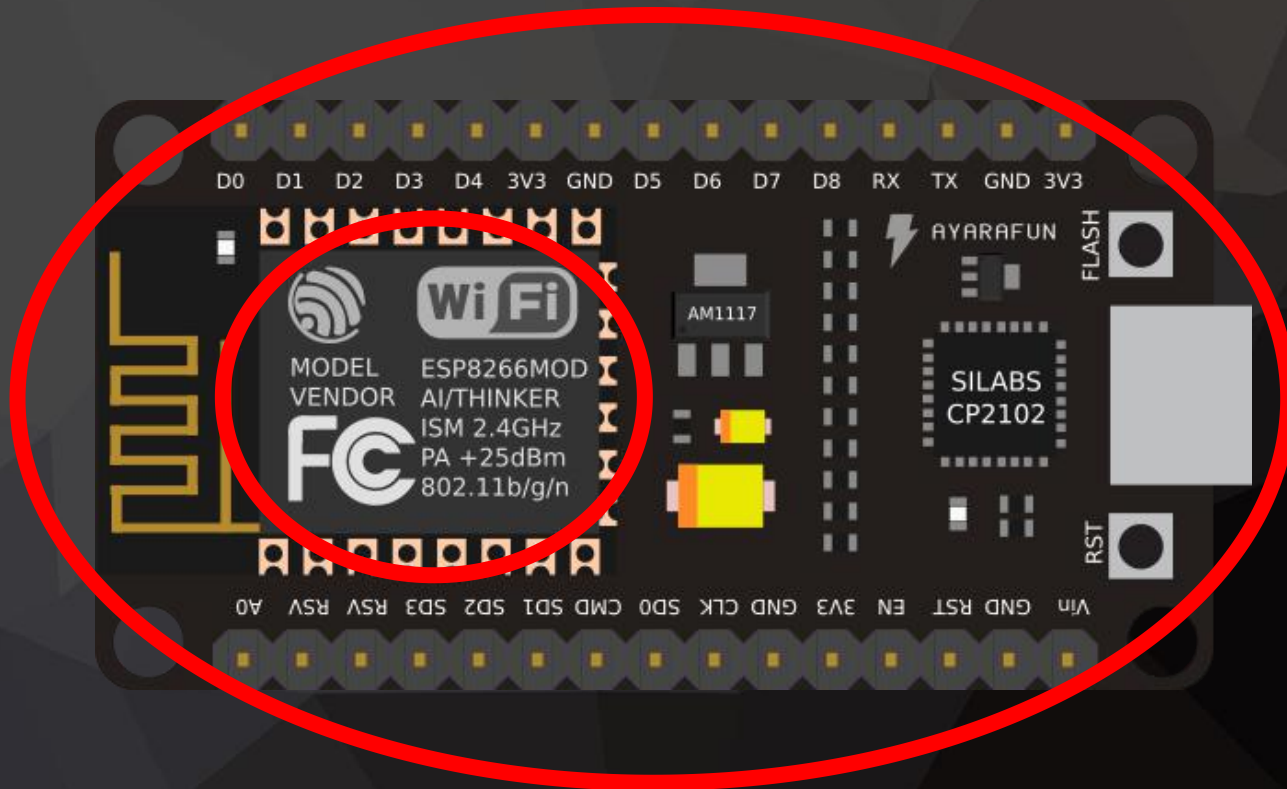 D0 D1 D2 D3 D4 3V3 GND D5 D6 D7 D8 RX TX GND 3V3
AYARAFUN
FLASH
WiFi
AM1117
MODEL ESP8266MOD
VENDOR AI/THINKER
ISM 2.4GHz
PA +25dBm
802.11b/g/n
FC
SILABS
CP2102
RST
A0 RSV RSV SD3 SD2 SD1 CMD SD0 CLK GND 3V3 EN RST GND Vin